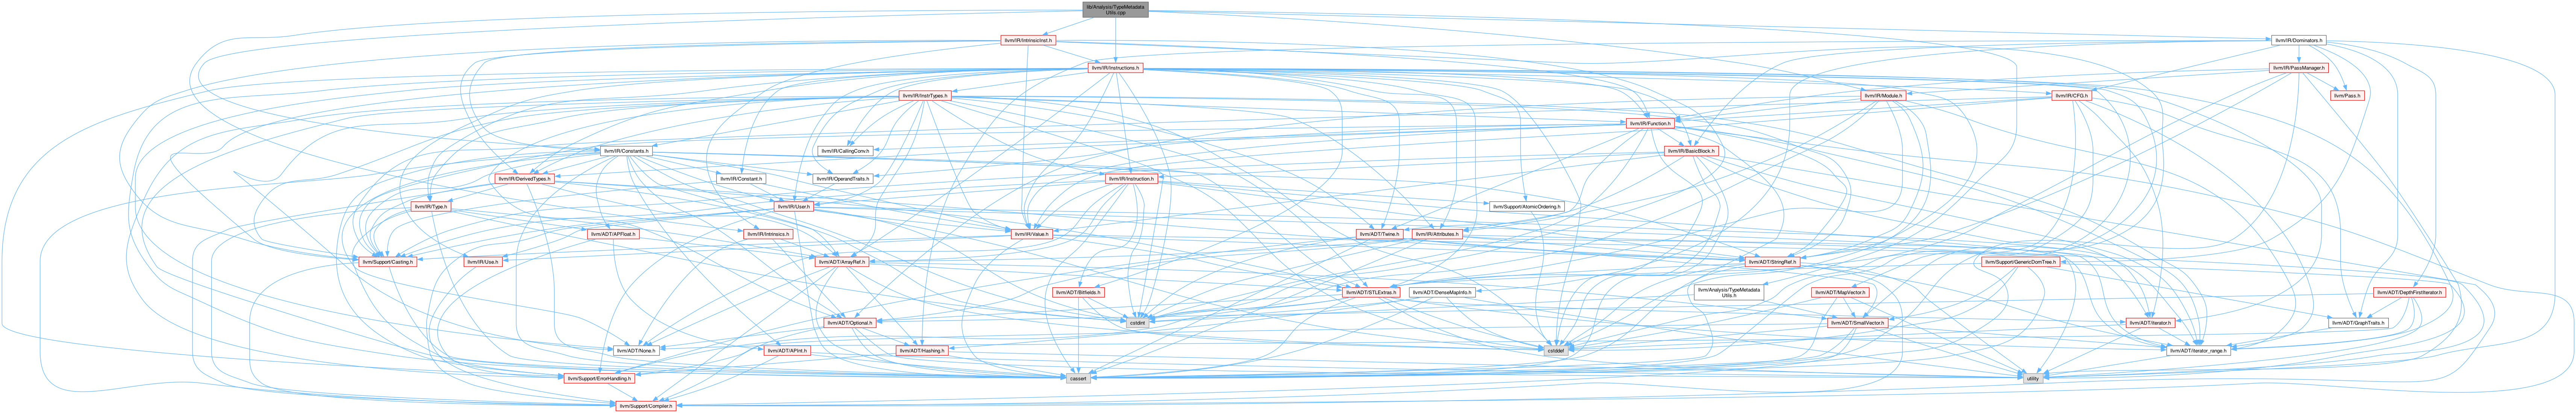 lib/Analysis/TypeMetadata
Utils.cpp
llvm/IR/IntrinsicInst.h
llvm/IR/Dominators.h
llvm/IR/Instructions.h
llvm/IR/PassManager.h
llvm/IR/InstrTypes.h
llvm/IR/Module.h
llvm/IR/CFG.h
llvm/Pass.h
llvm/IR/Function.h
llvm/IR/Constants.h
llvm/IR/CallingConv.h
llvm/IR/BasicBlock.h
llvm/IR/DerivedTypes.h
llvm/IR/Constant.h
llvm/IR/OperandTraits.h
llvm/IR/Instruction.h
llvm/IR/Type.h
llvm/IR/User.h
llvm/Support/AtomicOrdering.h
llvm/ADT/APFloat.h
llvm/IR/Intrinsics.h
llvm/IR/Value.h
llvm/ADT/Twine.h
llvm/IR/Attributes.h
llvm/Support/Casting.h
llvm/IR/Use.h
llvm/ADT/ArrayRef.h
llvm/ADT/StringRef.h
llvm/Support/GenericDomTree.h
llvm/ADT/Bitfields.h
llvm/ADT/STLExtras.h
llvm/ADT/DenseMapInfo.h
llvm/Analysis/TypeMetadata
Utils.h
llvm/ADT/MapVector.h
llvm/ADT/DepthFirstIterator.h
llvm/ADT/Optional.h
cstdint
llvm/ADT/SmallVector.h
llvm/ADT/iterator.h
llvm/ADT/GraphTraits.h
llvm/ADT/None.h
llvm/ADT/APInt.h
llvm/ADT/Hashing.h
cstddef
llvm/ADT/iterator_range.h
llvm/Support/ErrorHandling.h
cassert
utility
llvm/Support/Compiler.h